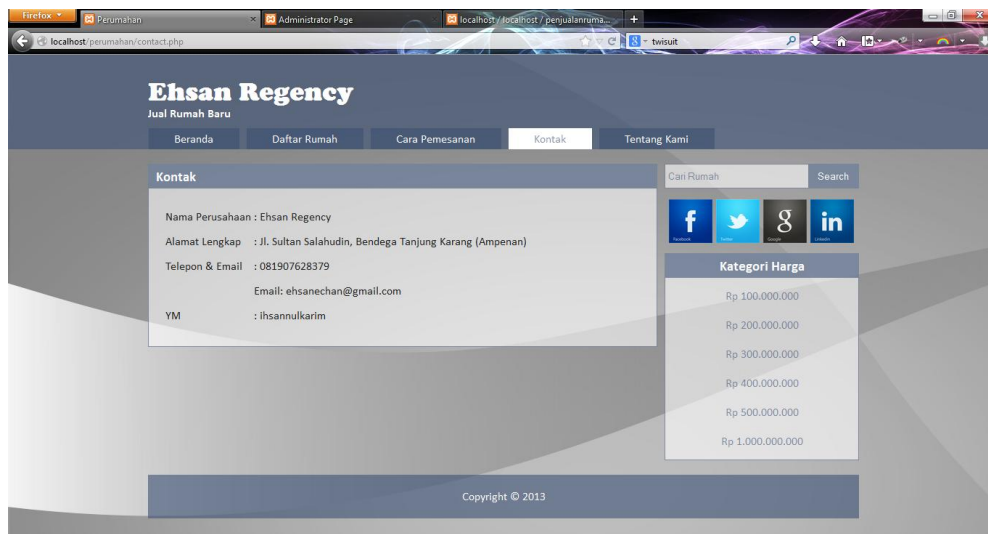 Firefox
Perumahan
Administrator Page
localhost / localhost / penjualanruma...
localhost/perumahan/contact.php
twisuit
Ehsan Regency
Jual Rumah Baru
Beranda
Daftar Rumah
Cara Pemesanan
Kontak
Tentang Kami
Kontak
Nama Perusahaan : Ehsan Regency
Alamat Lengkap : Jl. Sultan Salahudin, Bendega Tanjung Karang (Ampenan)
Telepon & Email : 081907628379
Email: ehsanechan@gmail.com
YM : ihsannulkarim
Cari Rumah
Search
Facebook
Twitter
Google
LinkedIn
Kategori Harga
Rp 100.000.000
Rp 200.000.000
Rp 300.000.000
Rp 400.000.000
Rp 500.000.000
Rp 1.000.000.000
Copyright © 2013